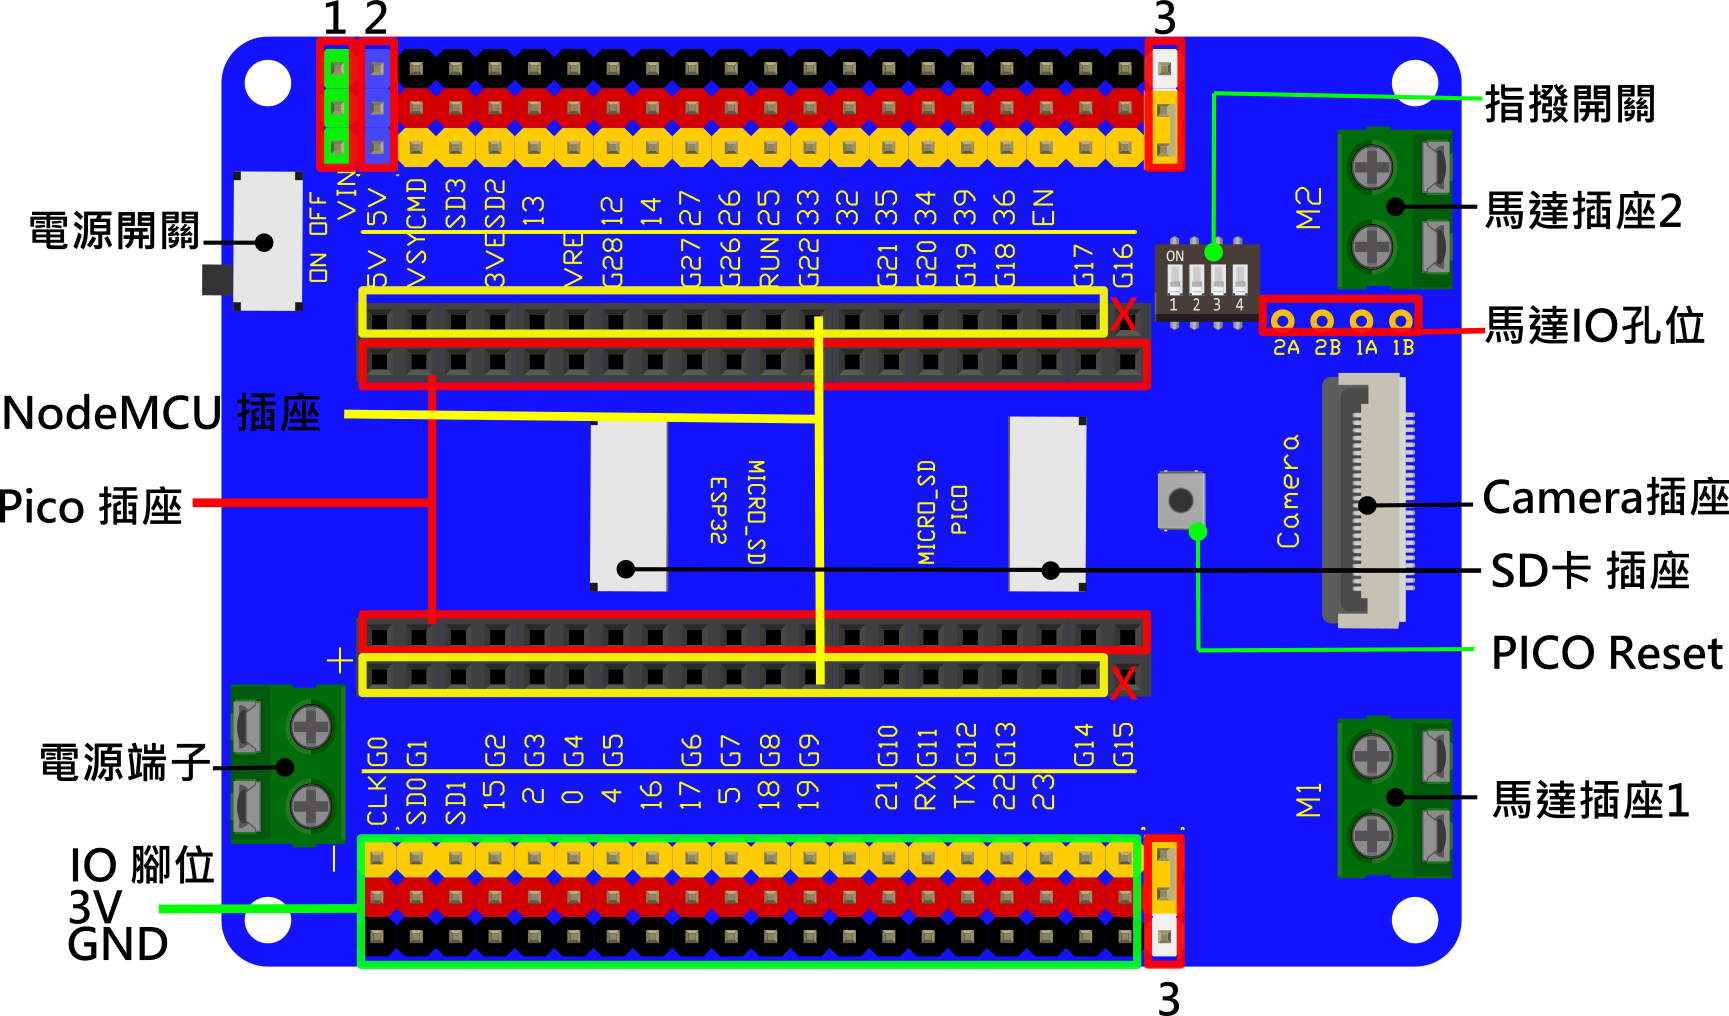 1 2 3
指撥開關
馬達插座2
M2
電源開關
ON OFF
VIN 5V CMD SD3 SD2 13 12 14 27 26 25 33 32 35 34 39 36 EN
5V VSY 3VE VRE G28 G27 G26 RUN G22 G21 G20 G19 G18 G17 G16
ON
1 2 3 4
X
馬達IO孔位
2A 2B 1A 1B
NodeMCU 插座
Pico 插座
MICRO_SD
ESP32
MICRO_SD
PICO
Camera
Camera插座
SD卡 插座
PICO Reset
+
X
電源端子
G0 G1 G2 G3 G4 G5 G6 G7 G8 G9 G10 G11 G12 G13 G14 G15
CLK SD0 SD1 15 2 0 4 16 17 5 18 19 21 RX TX 22 23
M1
馬達插座1
−
IO 腳位
3V
GND
3